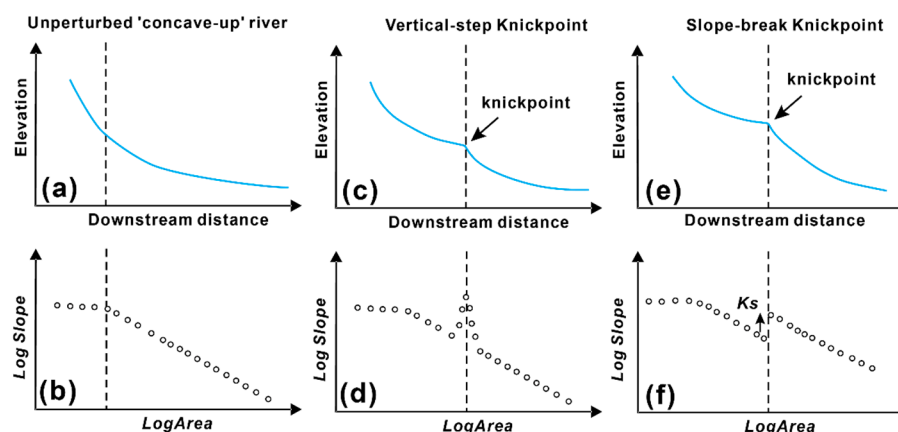 Unperturbed 'concave-up' river
Vertical-step Knickpoint
Slope-break Knickpoint
Elevation
(a)
Downstream distance
Elevation
knickpoint
(c)
Downstream distance
Elevation
knickpoint
(e)
Downstream distance
Log Slope
(b)
LogArea
Log Slope
(d)
LogArea
Log Slope
Ks
(f)
LogArea